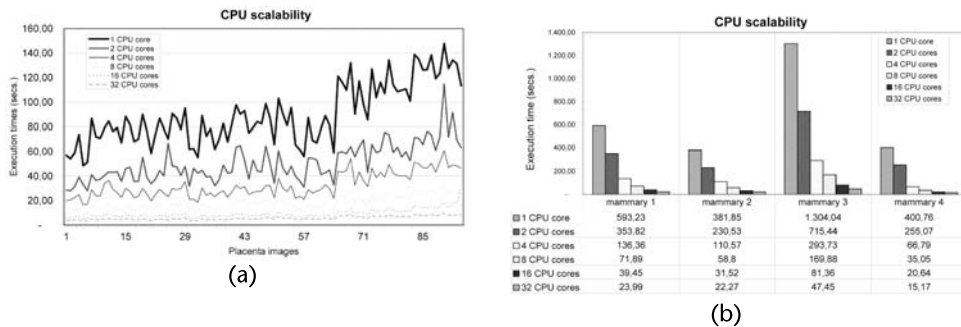 CPU scalability
160,00
140,00
120,00
100,00
80,00
60,00
40,00
20,00
-
Execution times (secs.)
1 CPU core
2 CPU cores
4 CPU cores
8 CPU cores
16 CPU cores
32 CPU cores
1 15 29 43 57 71 85
Placenta images
(a)
CPU scalability
1.400,00
1.200,00
1.000,00
800,00
600,00
400,00
200,00
-
Execution time (secs.)
1 CPU core
2 CPU cores
4 CPU cores
8 CPU cores
16 CPU cores
32 CPU cores
mammary 1 mammary 2 mammary 3 mammary 4
1 CPU core 593,23 381,85 1.304,04 400,76
2 CPU cores 353,82 230,53 715,44 255,07
4 CPU cores 136,36 110,57 293,73 66,79
8 CPU cores 71,89 58,8 169,88 35,05
16 CPU cores 39,45 31,52 81,36 20,64
32 CPU cores 23,99 22,27 47,45 15,17
(b)